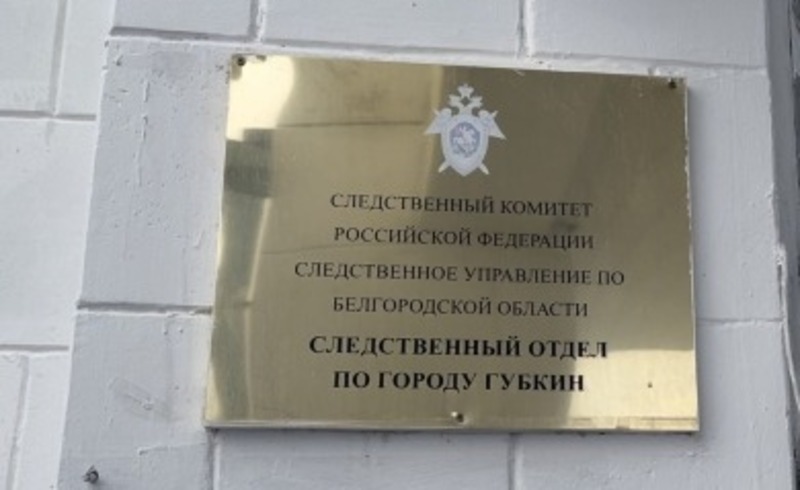 СЛЕДСТВЕННЫЙ КОМИТЕТ
РОССИЙСКОЙ ФЕДЕРАЦИИ
СЛЕДСТВЕННОЕ УПРАВЛЕНИЕ ПО
БЕЛГОРОДСКОЙ ОБЛАСТИ
СЛЕДСТВЕННЫЙ ОТДЕЛ
ПО ГОРОДУ ГУБКИН